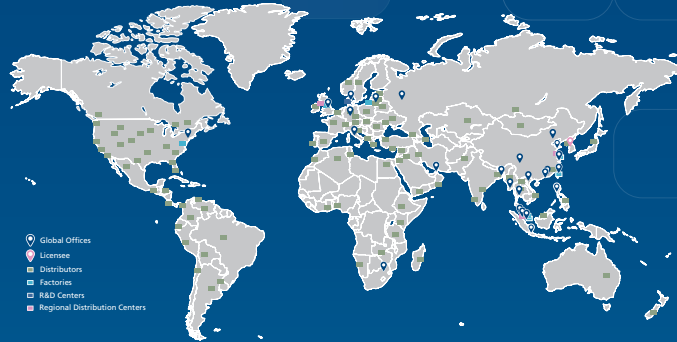 Global Offices
Licensee
Distributors
Factories
R&D Centers
Regional Distribution Centers